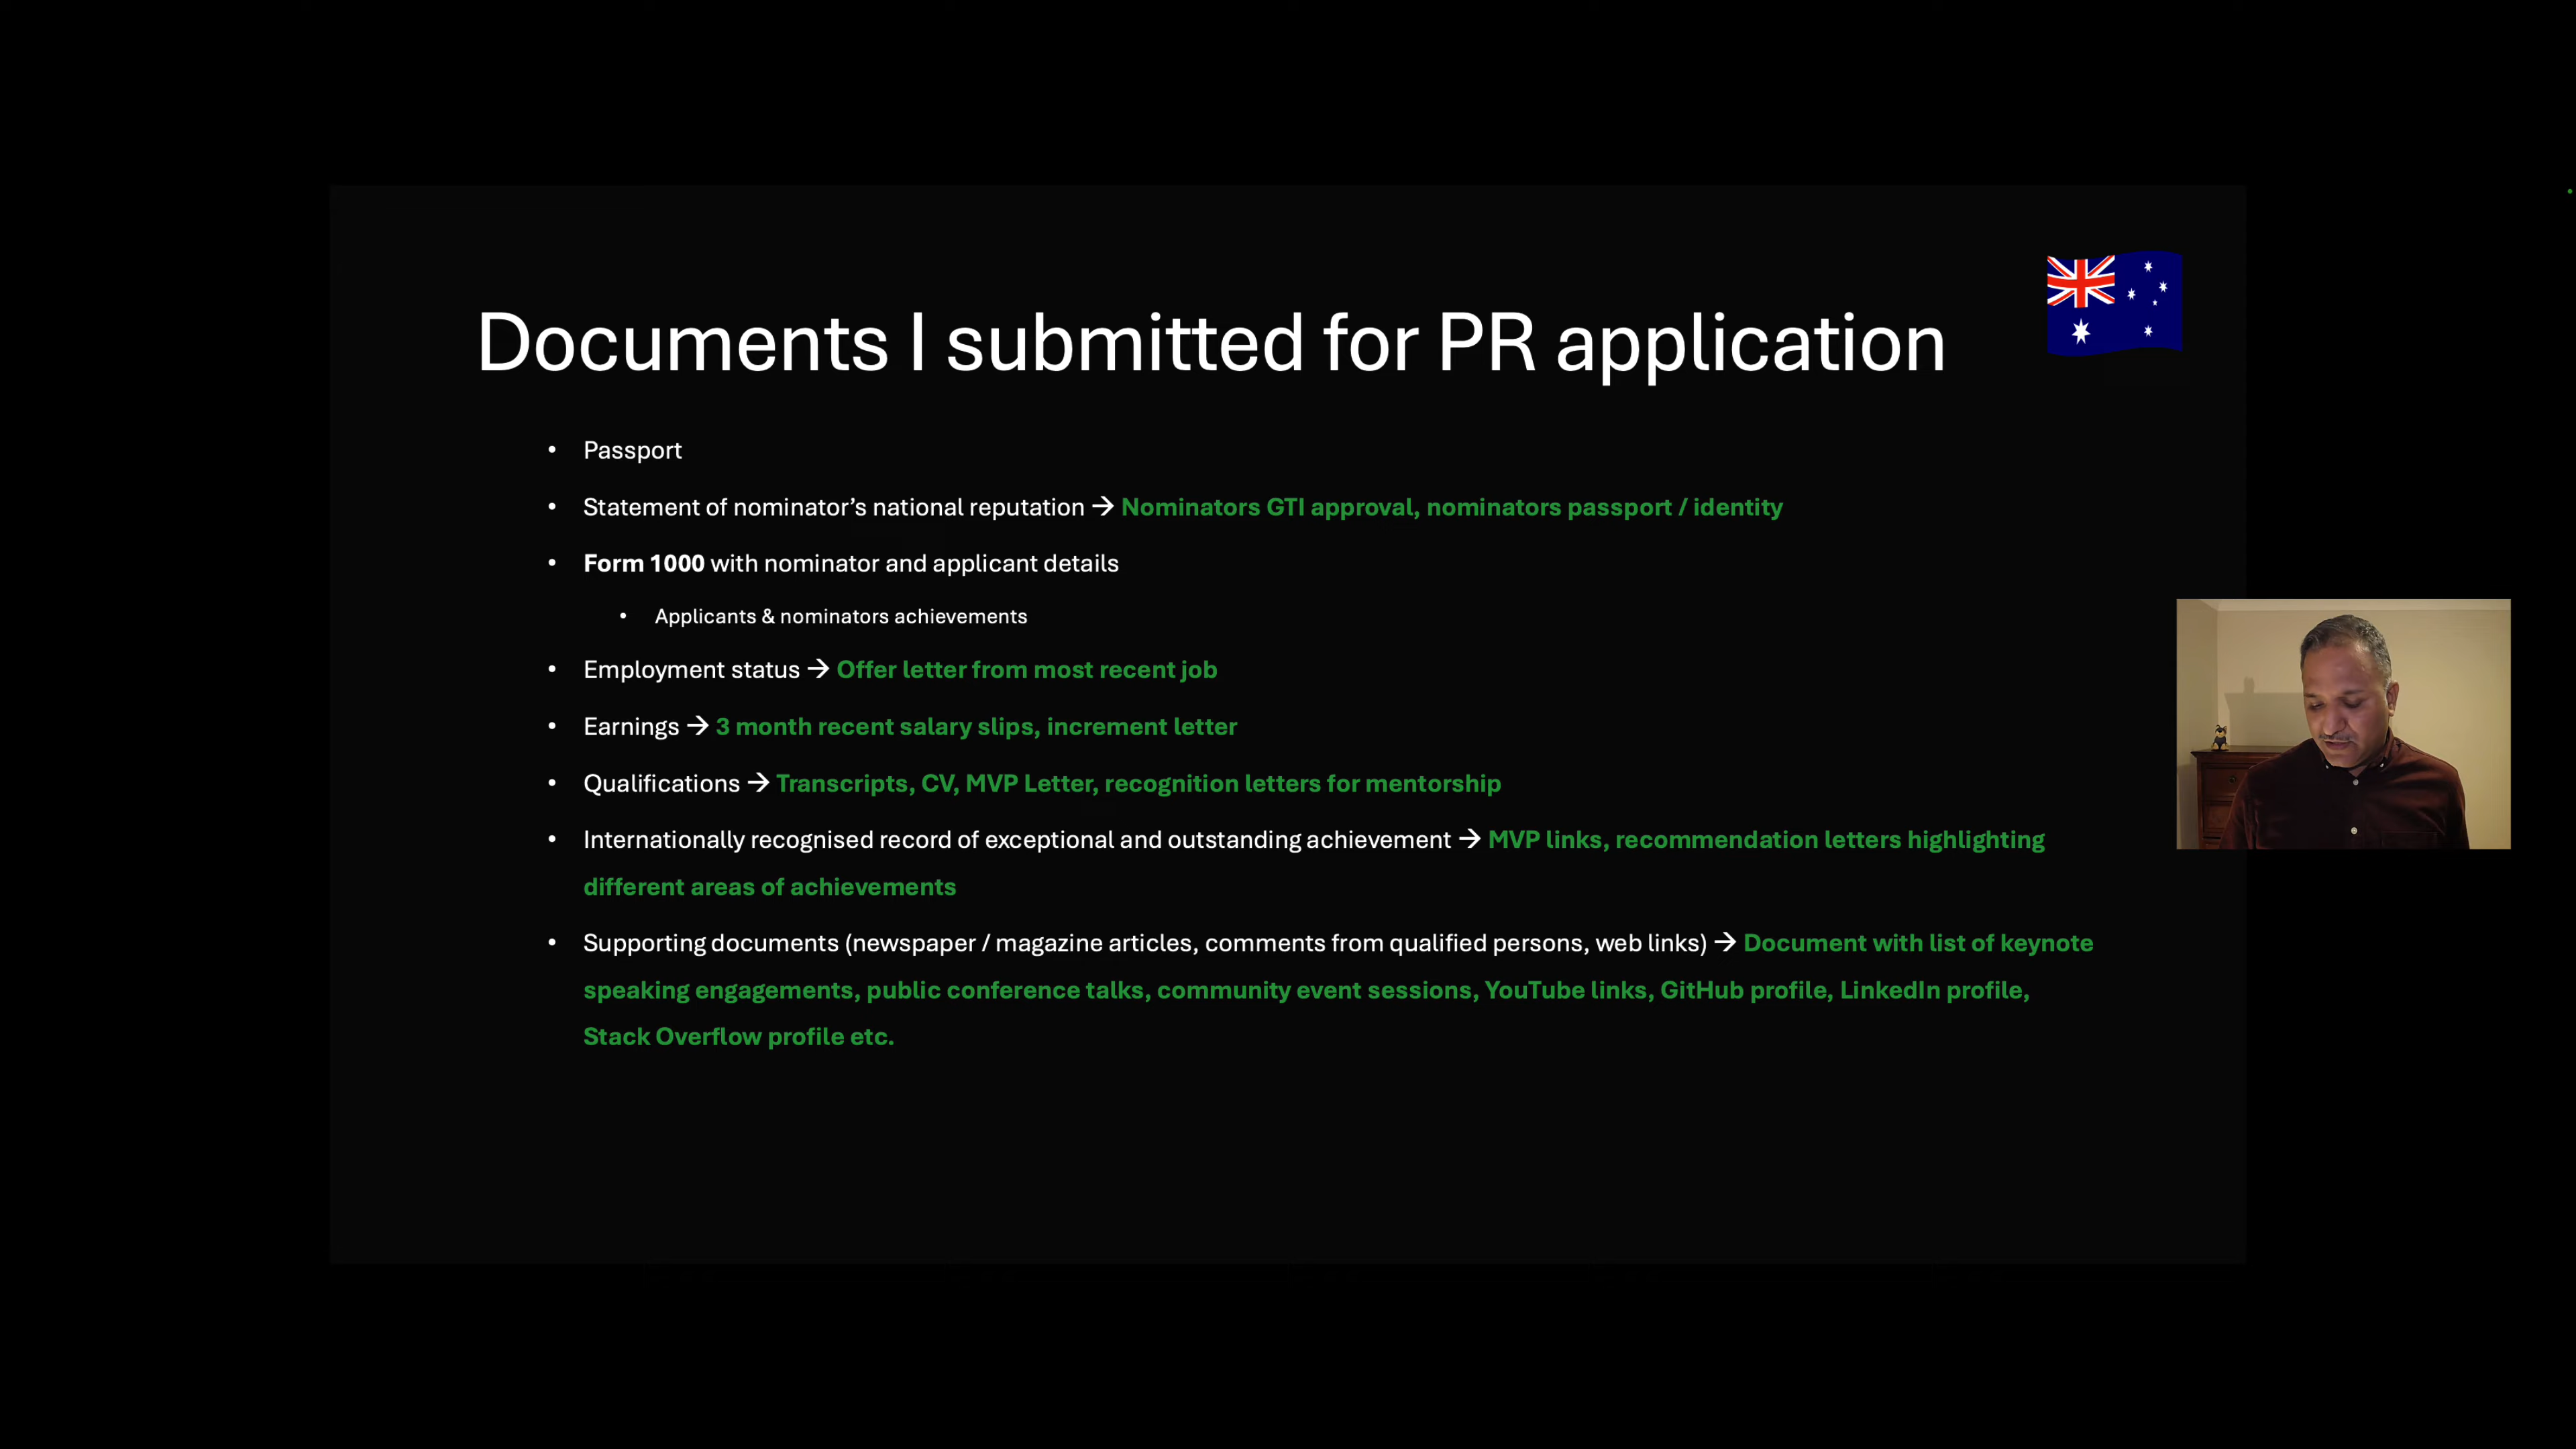 Documents I submitted for PR application
• Passport
• Statement of nominator’s national reputation → Nominators GTI approval, nominators passport / identity
• Form 1000 with nominator and applicant details
• Applicants & nominators achievements
• Employment status → Offer letter from most recent job
• Earnings → 3 month recent salary slips, increment letter
• Qualifications → Transcripts, CV, MVP Letter, recognition letters for mentorship
• Internationally recognised record of exceptional and outstanding achievement → MVP links, recommendation letters highlighting
different areas of achievements
• Supporting documents (newspaper / magazine articles, comments from qualified persons, web links) → Document with list of keynote
speaking engagements, public conference talks, community event sessions, YouTube links, GitHub profile, LinkedIn profile,
Stack Overflow profile etc.